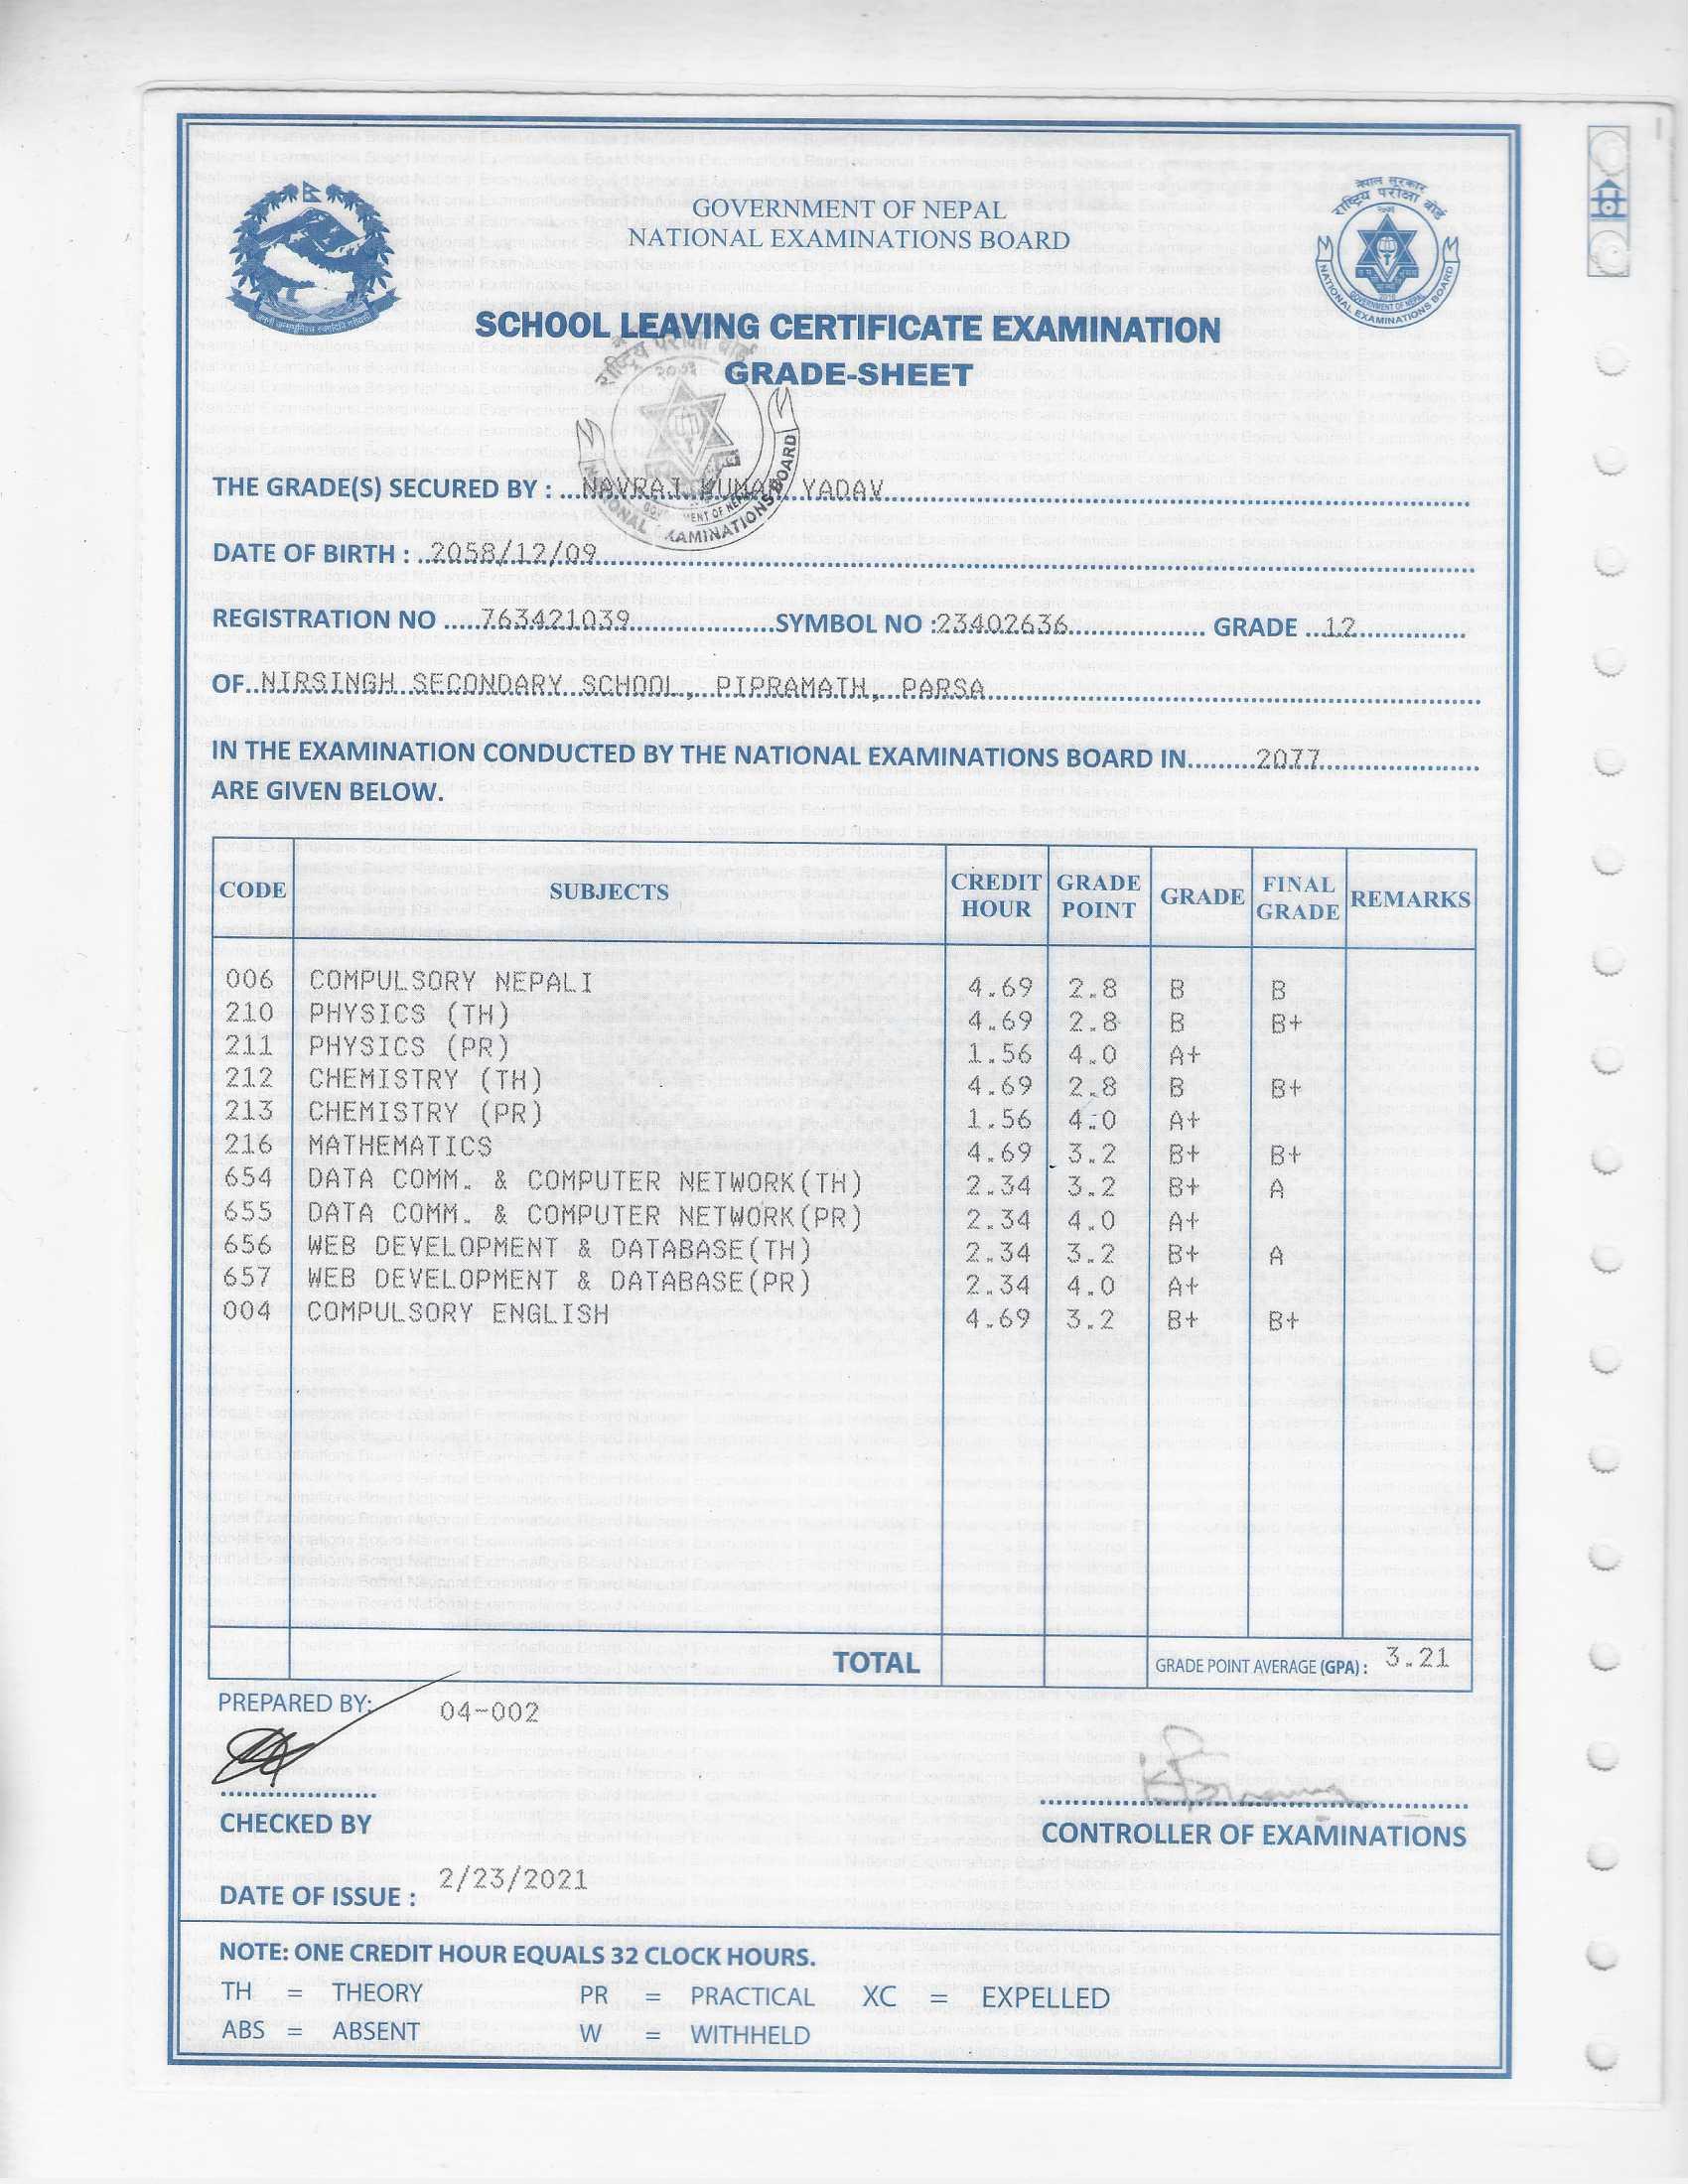 GOVERNMENT OF NEPAL
NATIONAL EXAMINATIONS BOARD
नेपाल सरकार
राष्ट्रिय परीक्षा बोर्ड
NATIONAL EXAMINATIONS BOARD
GOVERNMENT OF NEPAL
SCHOOL LEAVING CERTIFICATE EXAMINATION
GRADE-SHEET
राष्ट्रिय परीक्षा बोर्ड
२०७३
NATIONAL EXAMINATIONS BOARD
THE GRADE(S) SECURED BY : NAVRAJ KUMAR YADAV
DATE OF BIRTH : 2058/12/09
REGISTRATION NO 763421039 SYMBOL NO : 23402636 GRADE 12
OF NIRSINGH SECONDARY SCHOOL, PIPRAMATH, PARSA
IN THE EXAMINATION CONDUCTED BY THE NATIONAL EXAMINATIONS BOARD IN 2077
ARE GIVEN BELOW.
CODE SUBJECTS CREDIT HOUR GRADE POINT GRADE FINAL GRADE REMARKS
006 COMPULSORY NEPALI 4.69 2.8 B B
210 PHYSICS (TH) 4.69 2.8 B B+
211 PHYSICS (PR) 1.56 4.0 A+
212 CHEMISTRY (TH) 4.69 2.8 B B+
213 CHEMISTRY (PR) 1.56 4.0 A+
216 MATHEMATICS 4.69 3.2 B+ B+
654 DATA COMM. & COMPUTER NETWORK(TH) 2.34 3.2 B+ A
655 DATA COMM. & COMPUTER NETWORK(PR) 2.34 4.0 A+
656 WEB DEVELOPMENT & DATABASE(TH) 2.34 3.2 B+ A
657 WEB DEVELOPMENT & DATABASE(PR) 2.34 4.0 A+
004 COMPULSORY ENGLISH 4.69 3.2 B+ B+
TOTAL GRADE POINT AVERAGE (GPA) : 3.21
PREPARED BY: 04-002
CHECKED BY
CONTROLLER OF EXAMINATIONS
DATE OF ISSUE : 2/23/2021
NOTE: ONE CREDIT HOUR EQUALS 32 CLOCK HOURS.
TH = THEORY PR = PRACTICAL XC = EXPELLED
ABS = ABSENT W = WITHHELD